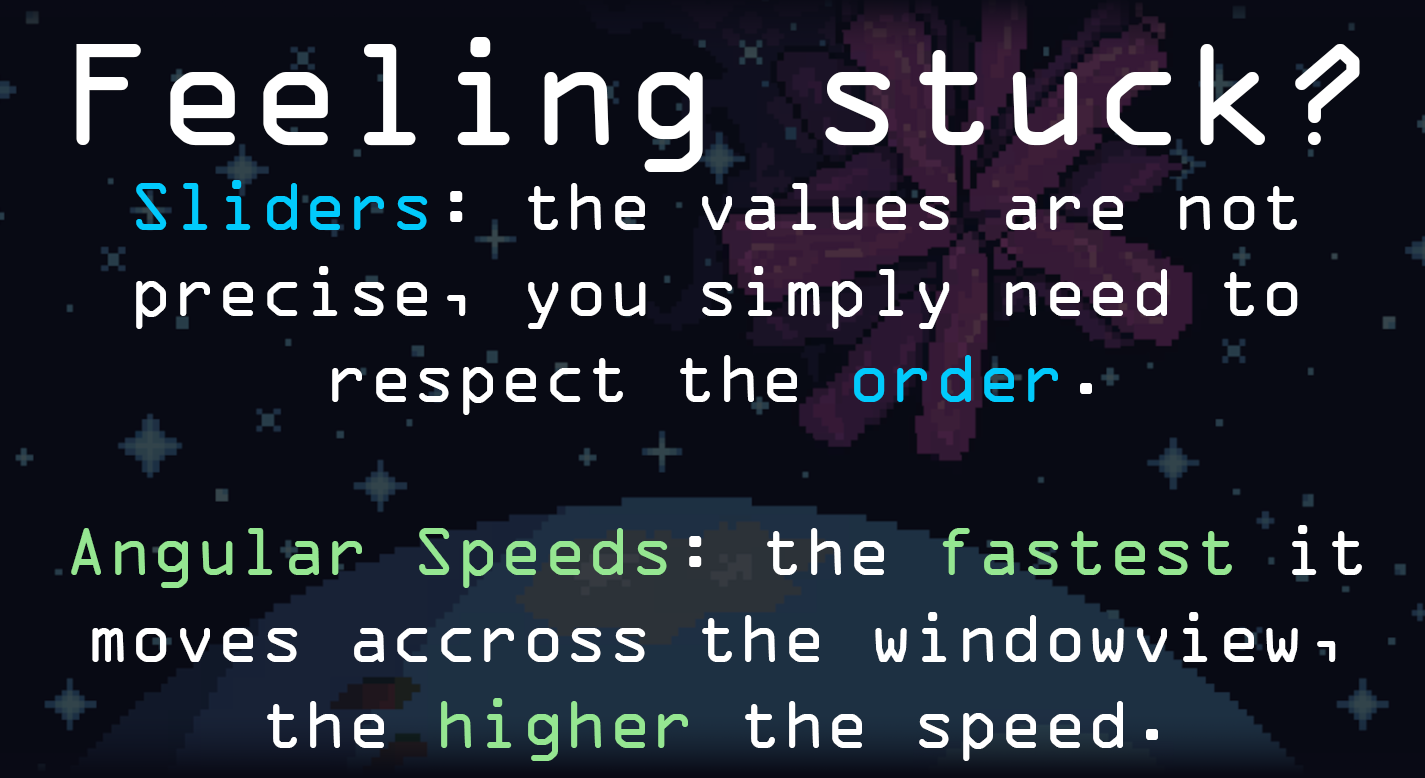 Feeling stuck?
Sliders: the values are not
precise, you simply need to
respect the order.
Angular Speeds: the fastest it
moves accross the windowview,
the higher the speed.